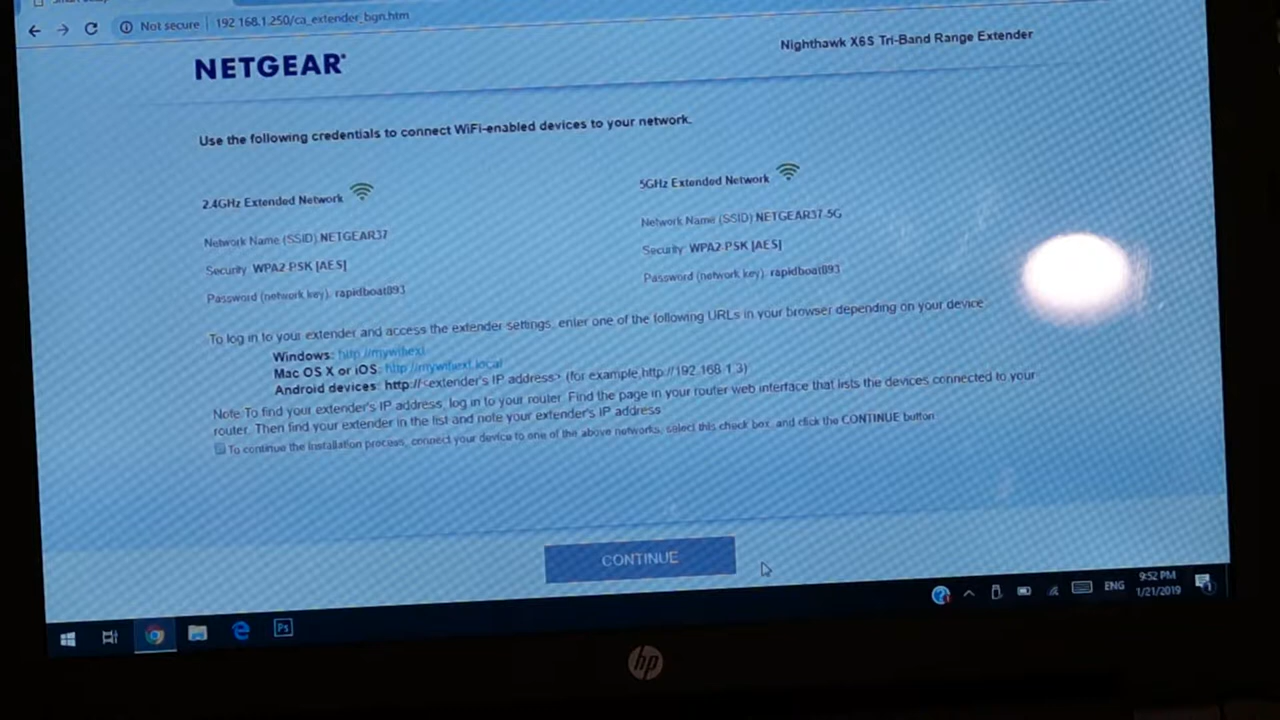 Not secure | 192.168.1.250/ca_extender_bgn.htm
NETGEAR®
Nighthawk X6S Tri-Band Range Extender
Use the following credentials to connect WiFi-enabled devices to your network.
2.4GHz Extended Network
5GHz Extended Network
Network Name (SSID) NETGEAR37
Network Name (SSID) NETGEAR37-5G
Security: WPA2-PSK [AES]
Security: WPA2-PSK [AES]
Password (network key): rapidboat893
Password (network key): rapidboat893
To log in to your extender and access the extender settings, enter one of the following URLs in your browser depending on your device.
Windows: http://mywifiext
Mac OS X or iOS: http://mywifiext.local
Android devices: http://<extender's IP address> (for example,http://192.168.1.3)
Note:To find your extender's IP address, log in to your router. Find the page in your router web interface that lists the devices connected to your
router. Then find your extender in the list and note your extender's IP address
To continue the installation process, connect your device to one of the above networks, select this check box, and click the CONTINUE button
CONTINUE
ENG
9:52 PM
1/21/2019
1
Ps
hp